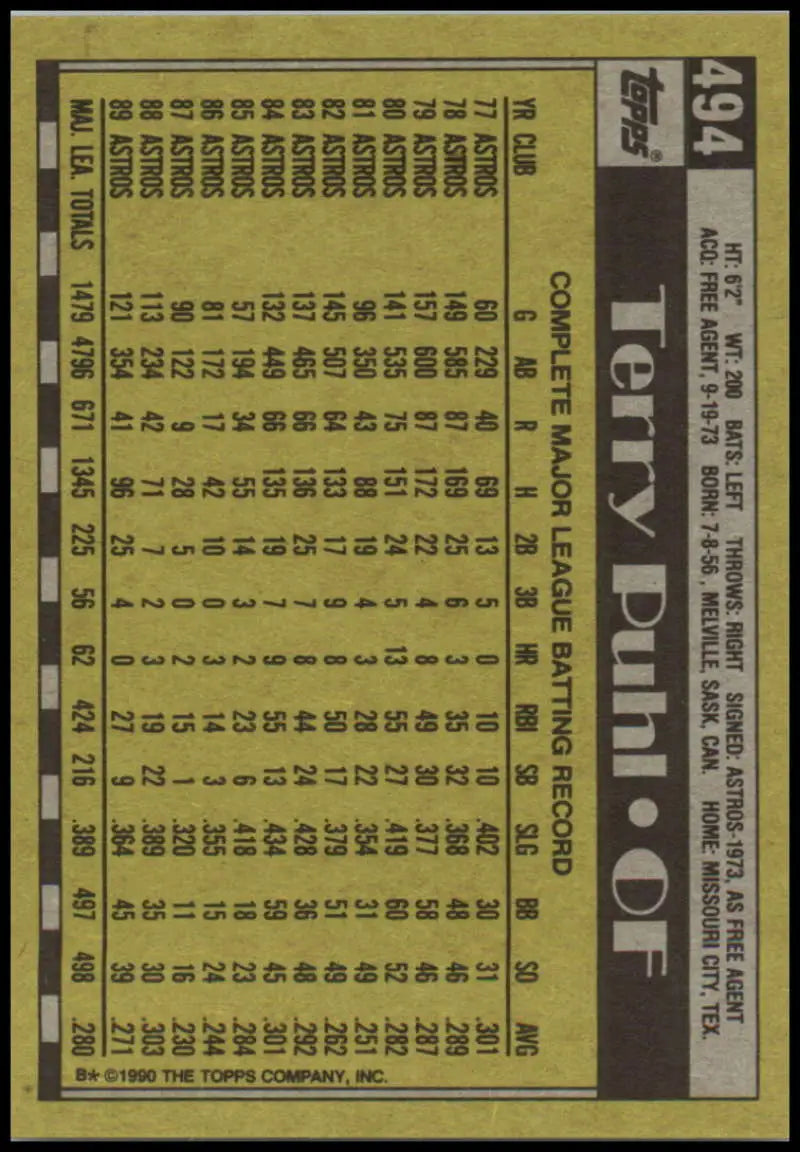 494
topps®
HT: 6'2" WT: 200 BATS: LEFT THROWS: RIGHT SIGNED: ASTROS-1973, AS FREE AGENT
ACQ: FREE AGENT, 9-19-73 BORN: 7-8-56, MELVILLE, SASK, CAN. HOME: MISSOURI CITY, TEX.
Terry Puhl • OF
COMPLETE MAJOR LEAGUE BATTING RECORD
YR CLUB G AB R H 2B 3B HR RBI SB SLG BB SO AVG
77 ASTROS 60 229 40 69 13 5 0 10 10 .402 30 31 .301
78 ASTROS 149 585 87 169 25 6 3 35 32 .368 48 46 .289
79 ASTROS 157 600 87 172 22 4 8 49 30 .377 58 46 .287
80 ASTROS 141 535 75 151 24 5 13 55 27 .419 60 52 .282
81 ASTROS 96 350 43 88 19 4 3 28 22 .354 31 49 .251
82 ASTROS 145 507 64 133 17 9 8 50 17 .379 51 49 .262
83 ASTROS 137 465 66 136 25 7 8 44 24 .428 36 48 .292
84 ASTROS 132 449 66 135 19 7 9 55 13 .434 59 45 .301
85 ASTROS 57 194 34 55 14 3 2 23 6 .418 18 23 .284
86 ASTROS 81 172 17 42 10 0 3 14 3 .355 15 24 .244
87 ASTROS 90 122 9 28 5 0 2 15 1 .320 11 16 .230
88 ASTROS 113 234 42 71 7 2 3 19 22 .389 35 30 .303
89 ASTROS 121 354 41 96 25 4 0 27 9 .364 45 39 .271
MAJ. LEA. TOTALS 1479 4796 671 1345 225 56 62 424 216 .389 497 498 .280
B* ©1990 THE TOPPS COMPANY, INC.